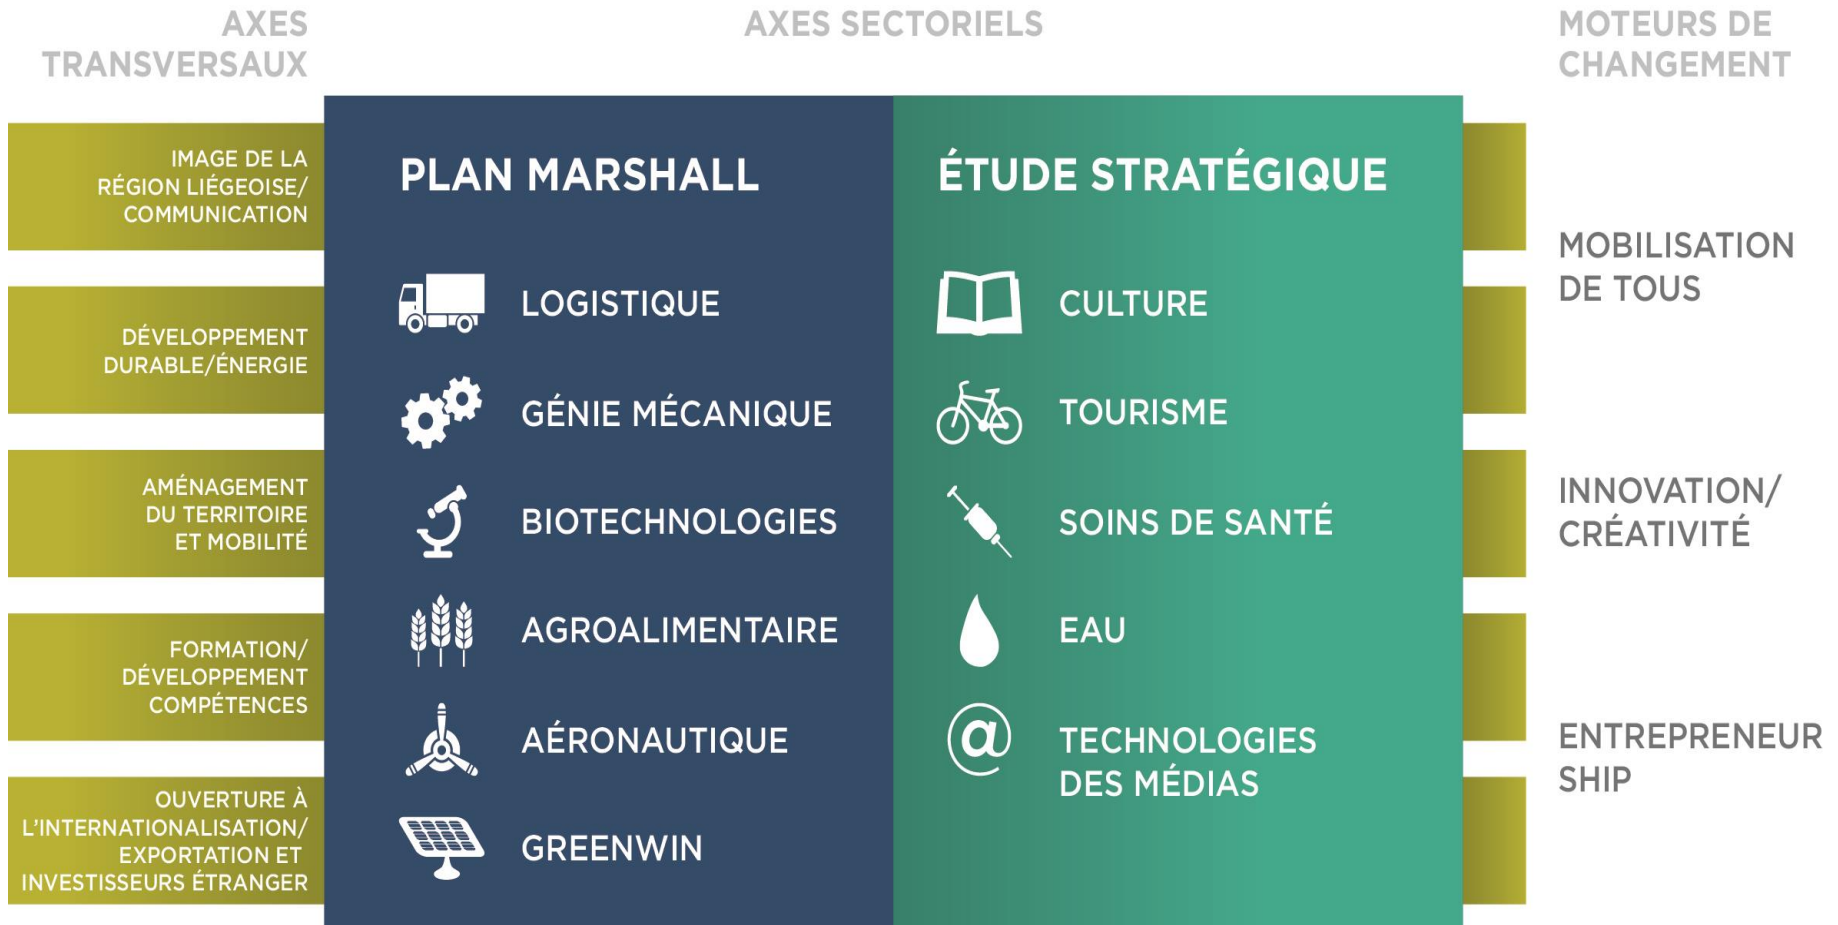 AXES
TRANSVERSAUX
AXES SECTORIELS
MOTEURS DE
CHANGEMENT
IMAGE DE LA
RÉGION LIÉGEOISE/
COMMUNICATION
DÉVELOPPEMENT
DURABLE/ÉNERGIE
AMÉNAGEMENT
DU TERRITOIRE
ET MOBILITÉ
FORMATION/
DÉVELOPPEMENT
COMPÉTENCES
OUVERTURE À
L'INTERNATIONALISATION/
EXPORTATION ET
INVESTISSEURS ÉTRANGER
PLAN MARSHALL
LOGISTIQUE
GÉNIE MÉCANIQUE
BIOTECHNOLOGIES
AGROALIMENTAIRE
AÉRONAUTIQUE
GREENWIN
ÉTUDE STRATÉGIQUE
CULTURE
TOURISME
SOINS DE SANTÉ
EAU
@
TECHNOLOGIES
DES MÉDIAS
MOBILISATION
DE TOUS
INNOVATION/
CRÉATIVITÉ
ENTREPRENEUR
SHIP